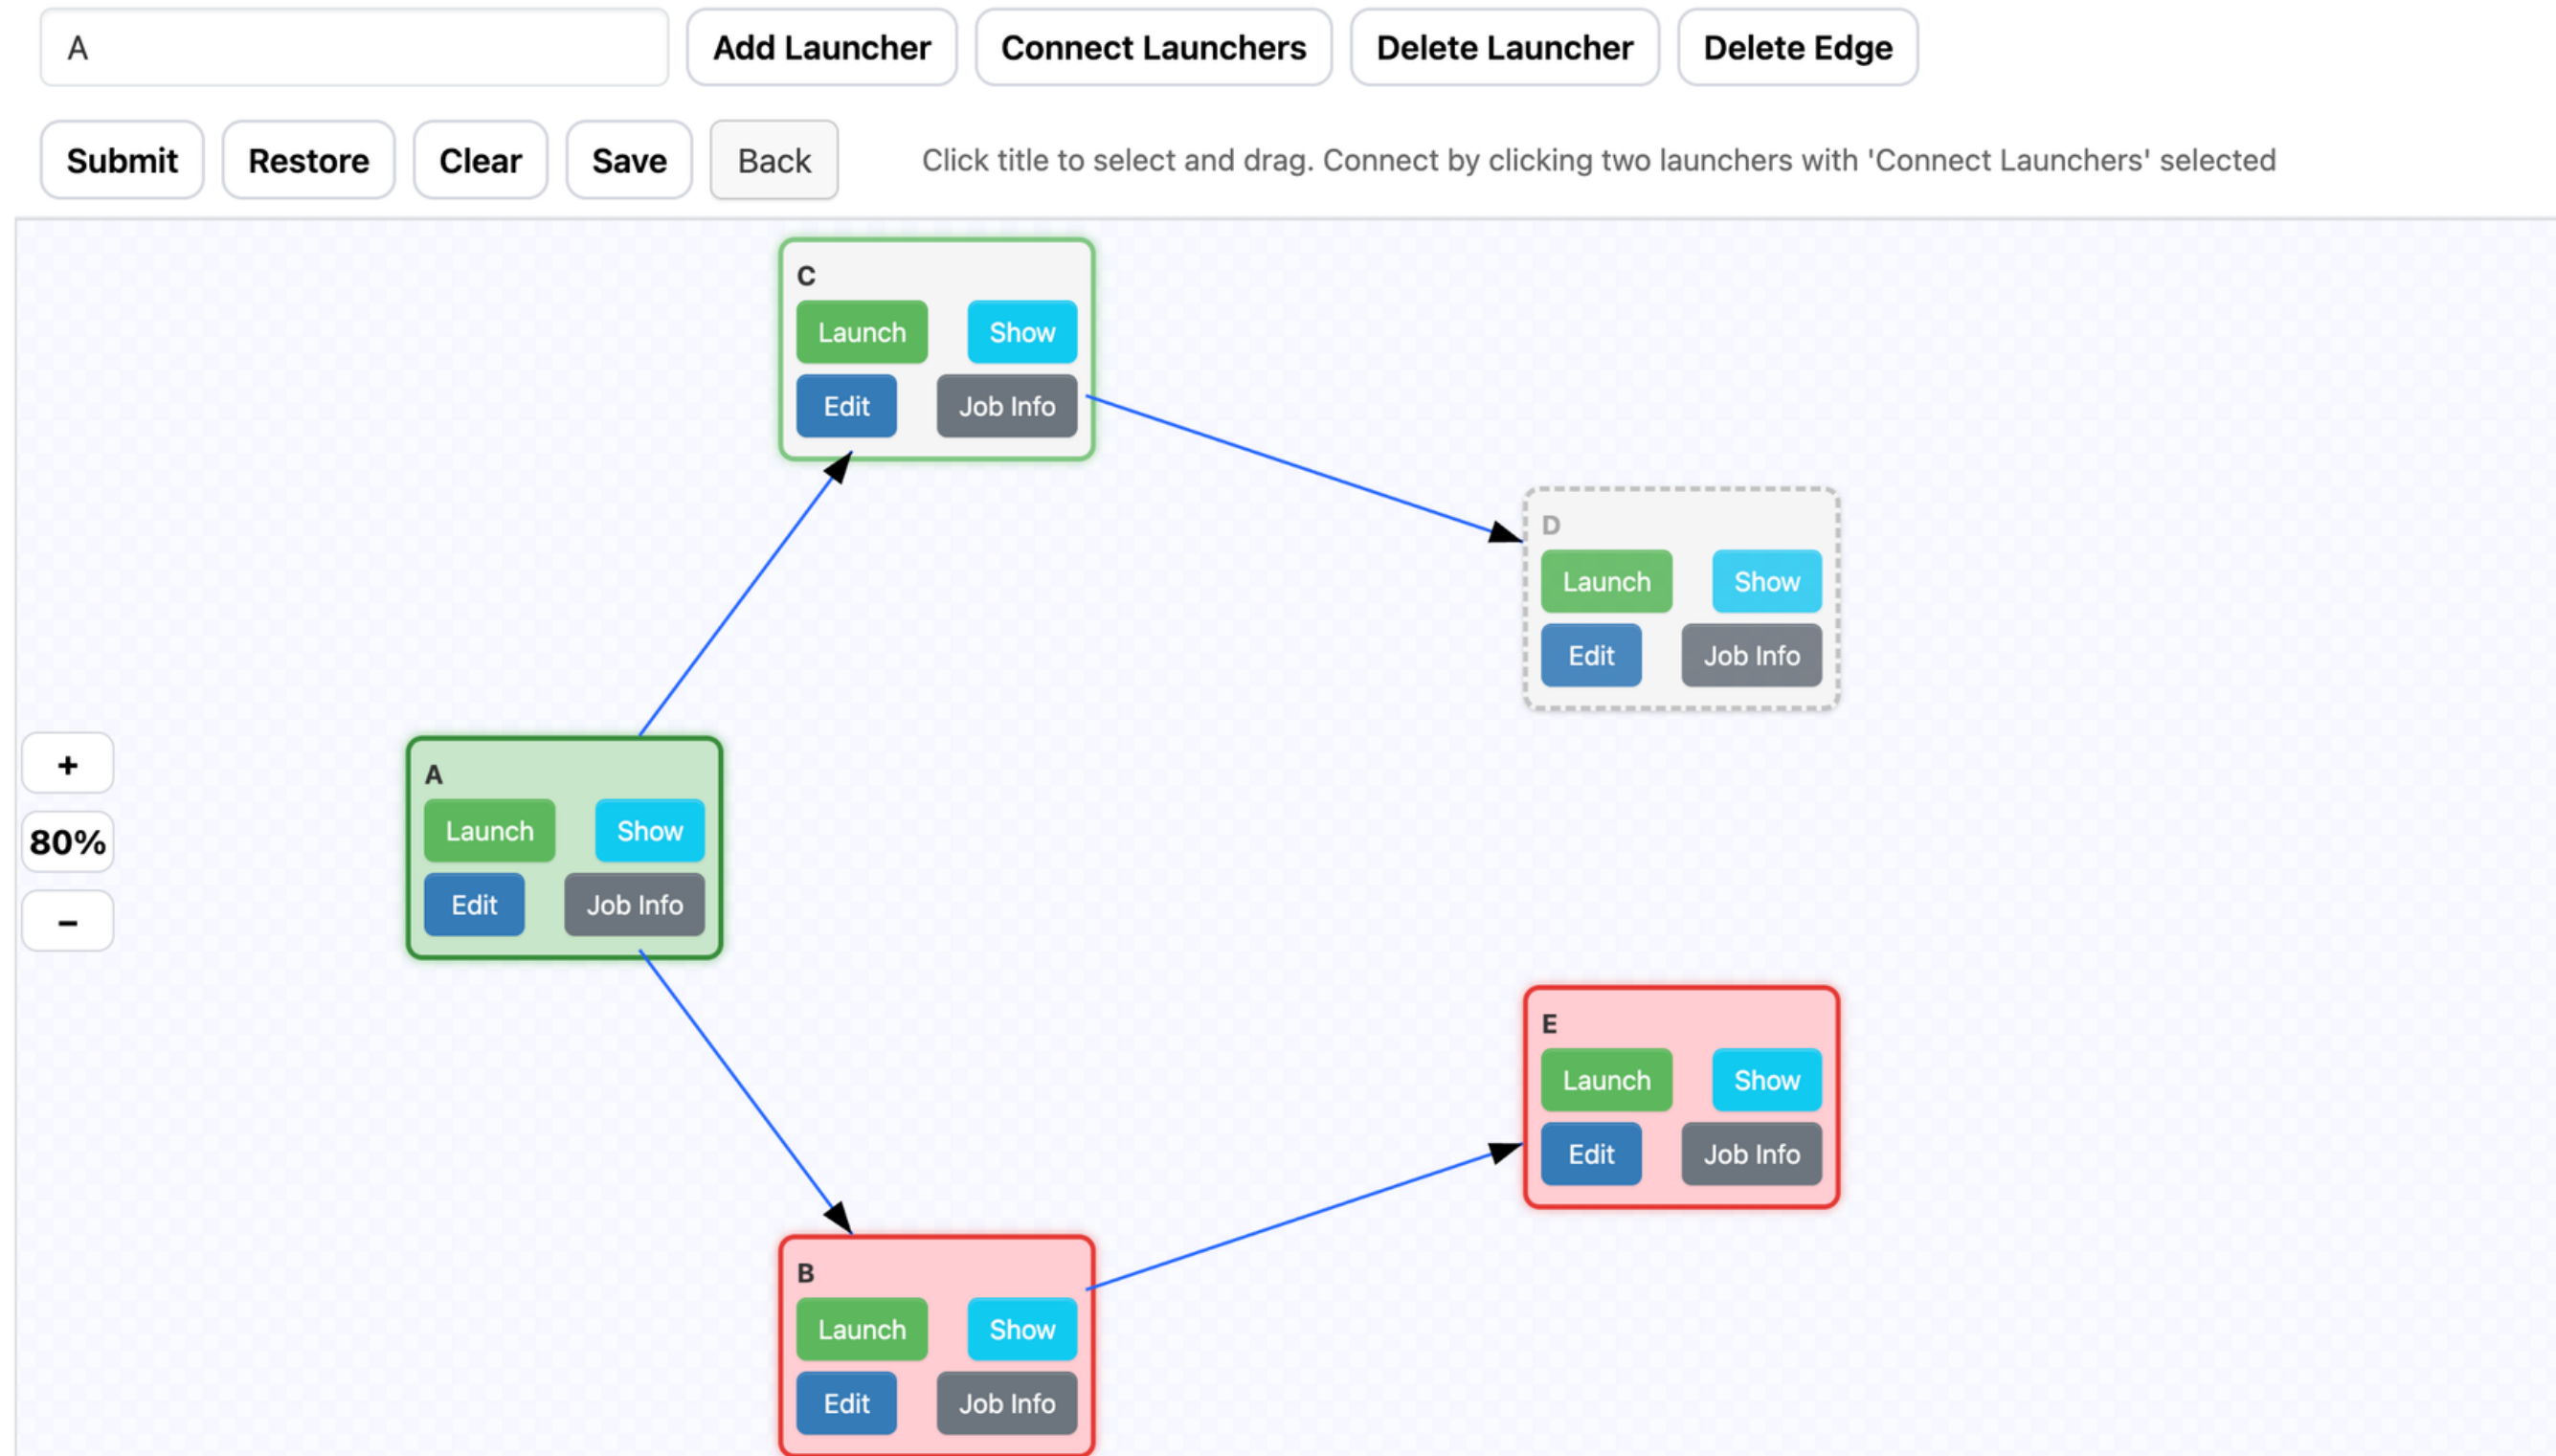 A
Add Launcher
Connect Launchers
Delete Launcher
Delete Edge
Submit
Restore
Clear
Save
Back
Click title to select and drag. Connect by clicking two launchers with 'Connect Launchers' selected
C
Launch
Show
Edit
Job Info
D
Launch
Show
Edit
Job Info
+
80%
−
A
Launch
Show
Edit
Job Info
E
Launch
Show
Edit
Job Info
B
Launch
Show
Edit
Job Info